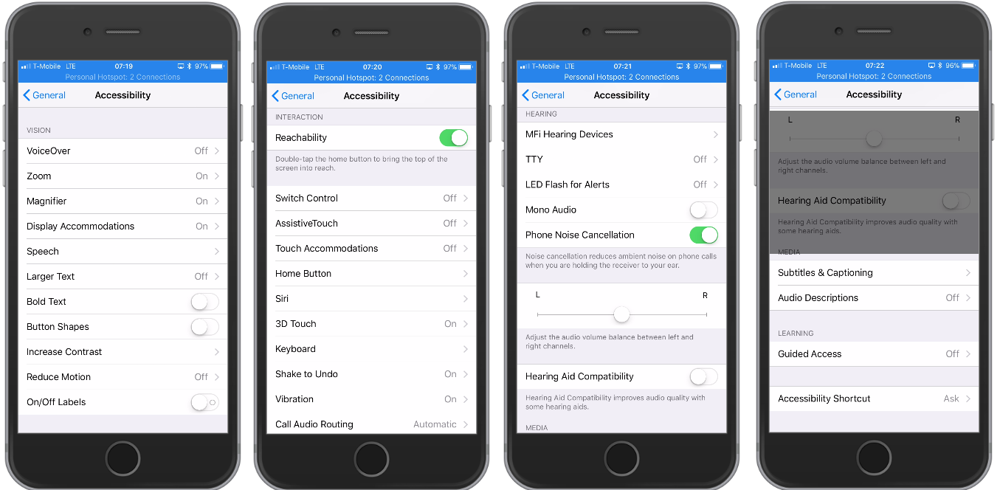 T-Mobile LTE 07:19 97%
Personal Hotspot: 2 Connections
General Accessibility
VISION
VoiceOver Off
Zoom On
Magnifier On
Display Accommodations On
Speech
Larger Text Off
Bold Text
Button Shapes
Increase Contrast
Reduce Motion Off
On/Off Labels
T-Mobile LTE 07:20 97%
Personal Hotspot: 2 Connections
General Accessibility
INTERACTION
Reachability
Double-tap the home button to bring the top of the
screen into reach.
Switch Control Off
AssistiveTouch Off
Touch Accommodations Off
Home Button
Siri
3D Touch On
Keyboard
Shake to Undo On
Vibration On
Call Audio Routing Automatic
T-Mobile LTE 07:21 97%
Personal Hotspot: 2 Connections
General Accessibility
HEARING
MFi Hearing Devices
TTY Off
LED Flash for Alerts Off
Mono Audio
Phone Noise Cancellation
Noise cancellation reduces ambient noise on phone calls
when you are holding the receiver to your ear.
L R
Adjust the audio volume balance between left and
right channels.
Hearing Aid Compatibility
Hearing Aid Compatibility improves audio quality with
some hearing aids.
MEDIA
T-Mobile LTE 07:22 96%
Personal Hotspot: 2 Connections
General Accessibility
L R
Adjust the audio volume balance between left and
right channels.
Hearing Aid Compatibility
Hearing Aid Compatibility improves audio quality with
some hearing aids.
MEDIA
Subtitles & Captioning
Audio Descriptions Off
LEARNING
Guided Access Off
Accessibility Shortcut Ask